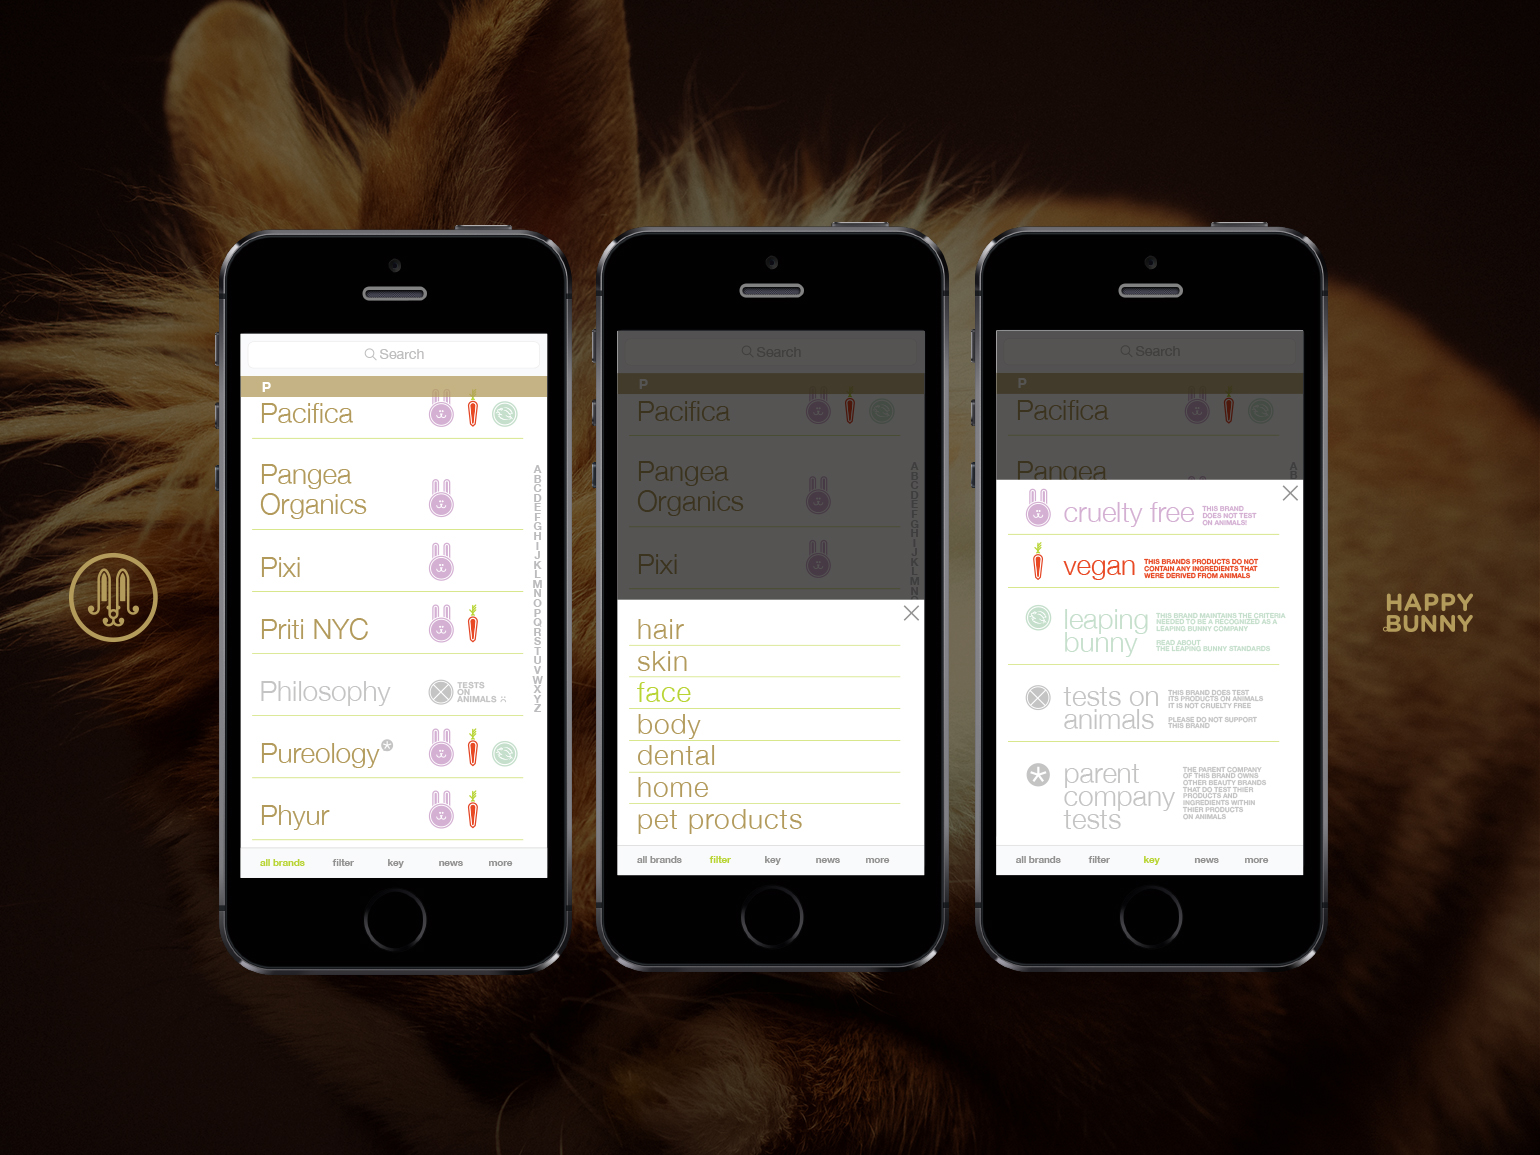 Search
P
Pacifica
Pangea
Organics
Pixi
Priti NYC
Philosophy
TESTS
ON
ANIMALS
Pureology
Phyur
A
B
C
D
E
F
G
H
I
J
K
L
M
N
O
P
Q
R
S
T
U
V
W
X
Y
Z
all brands filter key news more
Search
P
Pacifica
Pangea
Organics
Pixi
A
B
C
D
E
F
G
H
I
J
K
L
M
N
hair
skin
face
body
dental
home
pet products
all brands filter key news more
Search
P
Pacifica
Pangea
A
B
cruelty free
THIS BRAND
DOES NOT TEST
ON ANIMALS!
vegan
THIS BRANDS PRODUCTS DO NOT
CONTAIN ANY INGREDIENTS THAT
WERE DERIVED FROM ANIMALS
leaping
bunny
THIS BRAND MAINTAINS THE CRITERIA
NEEDED TO BE A RECOGNIZED AS A
LEAPING BUNNY COMPANY
READ ABOUT
THE LEAPING BUNNY STANDARDS
tests on
animals
THIS BRAND DOES TEST
ITS PRODUCTS ON ANIMALS
IT IS NOT CRUELTY FREE
PLEASE DO NOT SUPPORT
THIS BRAND
parent
company
tests
THE PARENT COMPANY
OF THIS BRAND OWNS
OTHER BEAUTY BRANDS
THAT DO TEST THIER
PRODUCTS AND
INGREDIENTS WITHIN
THIER PRODUCTS
ON ANIMALS
all brands filter key news more
HAPPY
BUNNY